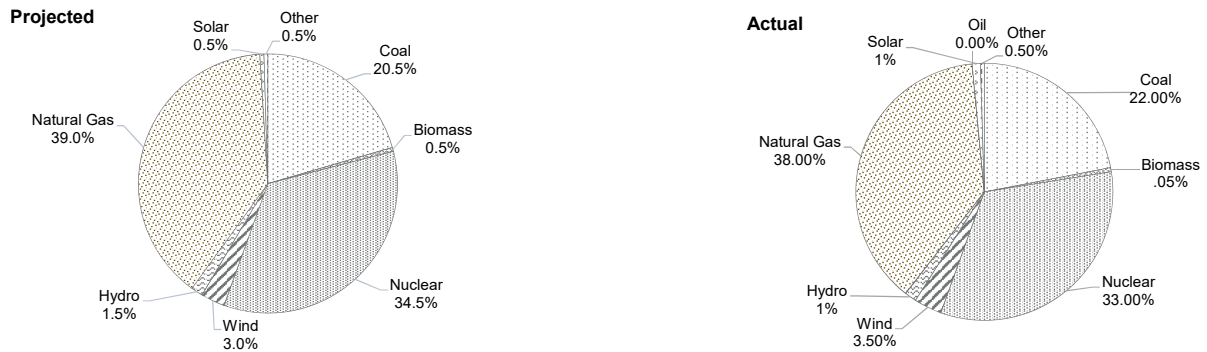 Projected
Solar
0.5%
Other
0.5%
Coal
20.5%
Biomass
0.5%
Nuclear
34.5%
Wind
3.0%
Hydro
1.5%
Natural Gas
39.0%
Actual
Solar
1%
Oil
0.00%
Other
0.50%
Coal
22.00%
Biomass
.05%
Nuclear
33.00%
Wind
3.50%
Hydro
1%
Natural Gas
38.00%